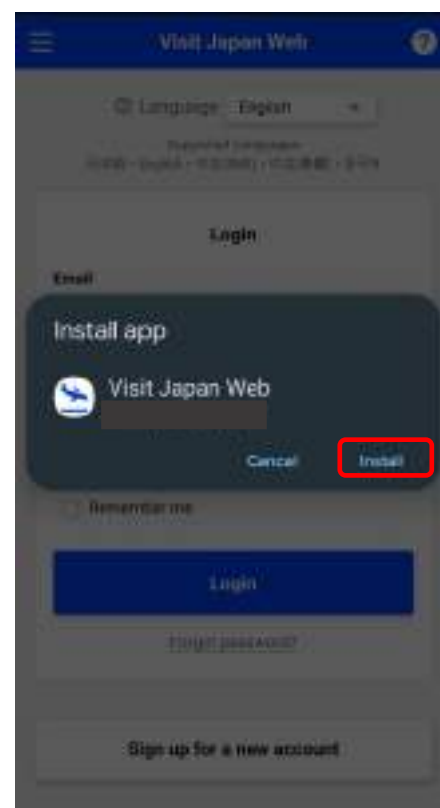 Visit Japan Web
Language English
Supported Languages
Login
Email
Install app
Visit Japan Web
Cancel Install
Remember me
Login
Forgot password?
Sign up for a new account